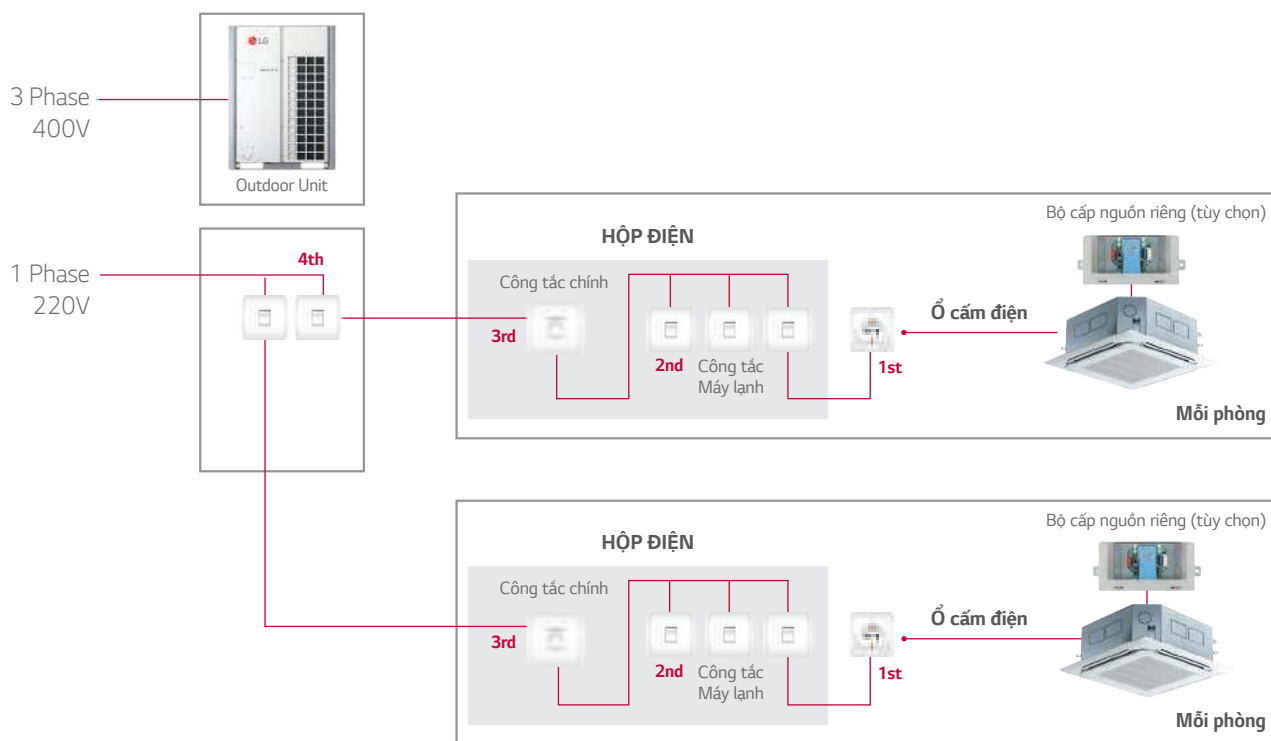 LG
3 Phase
400V
Outdoor Unit
1 Phase
220V
4th
Bộ cấp nguồn riêng (tùy chọn)
HỘP ĐIỆN
Công tắc chính
3rd
2nd
Công tắc
Máy lạnh
1st
Ổ cấm điện
Mỗi phòng
Bộ cấp nguồn riêng (tùy chọn)
HỘP ĐIỆN
Công tắc chính
3rd
2nd
Công tắc
Máy lạnh
1st
Ổ cấm điện
Mỗi phòng